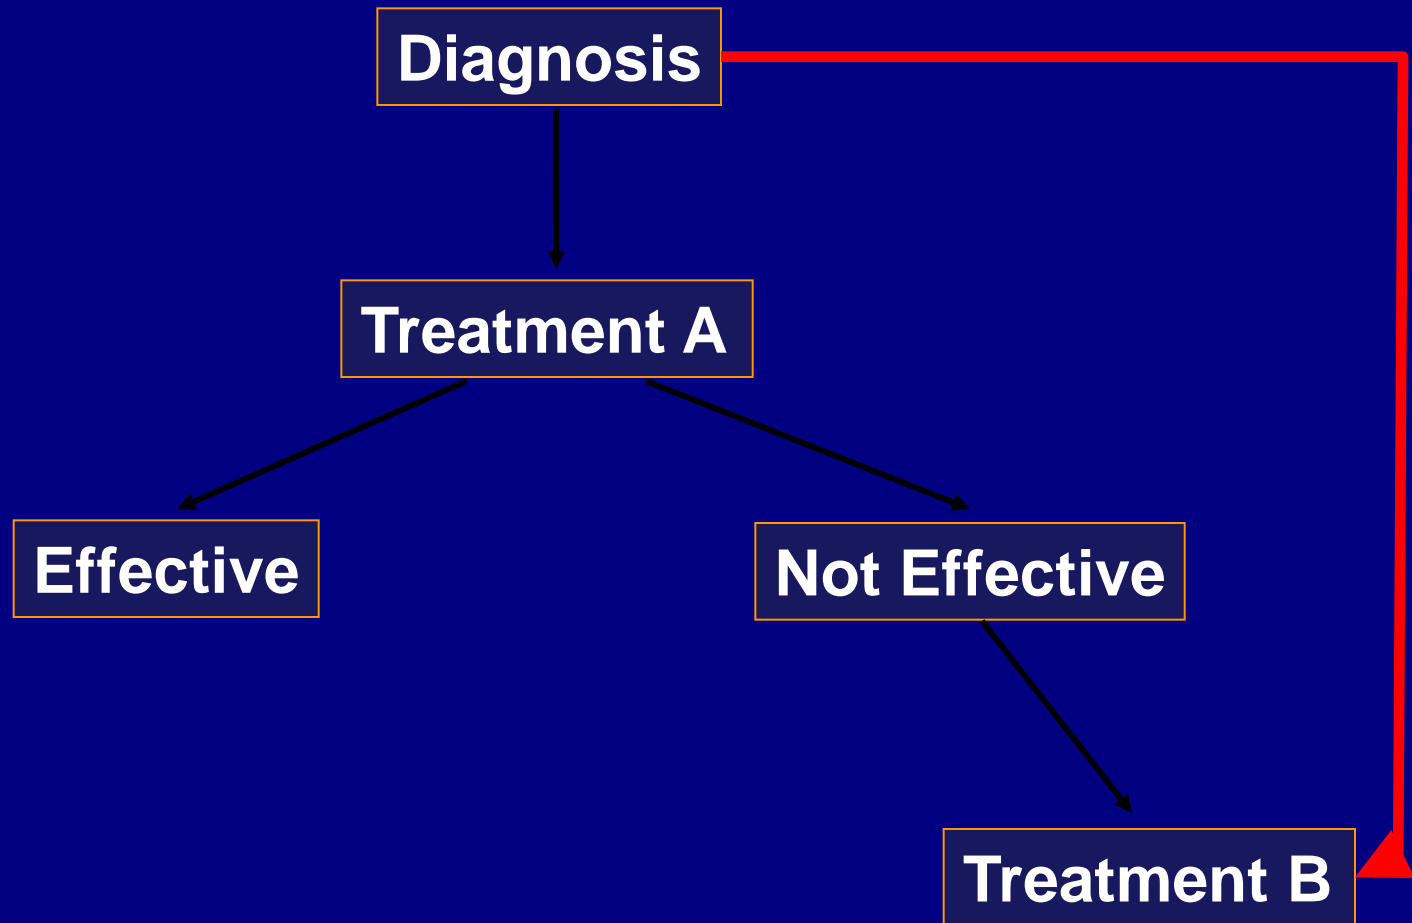 Diagnosis
Treatment A
Effective
Not Effective
Treatment B